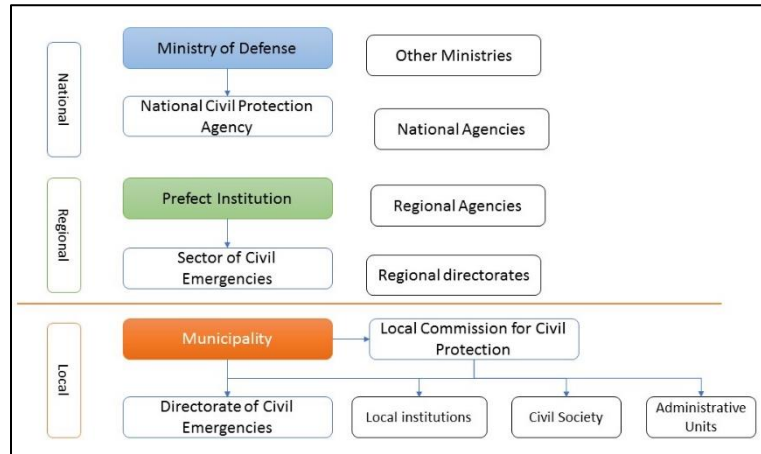 National
Ministry of Defense
Other Ministries
National Civil Protection
Agency
National Agencies
Regional
Prefect Institution
Regional Agencies
Sector of Civil
Emergencies
Regional directorates
Local
Municipality
Local Commission for Civil
Protection
Directorate of Civil
Emergencies
Local institutions
Civil Society
Administrative
Units